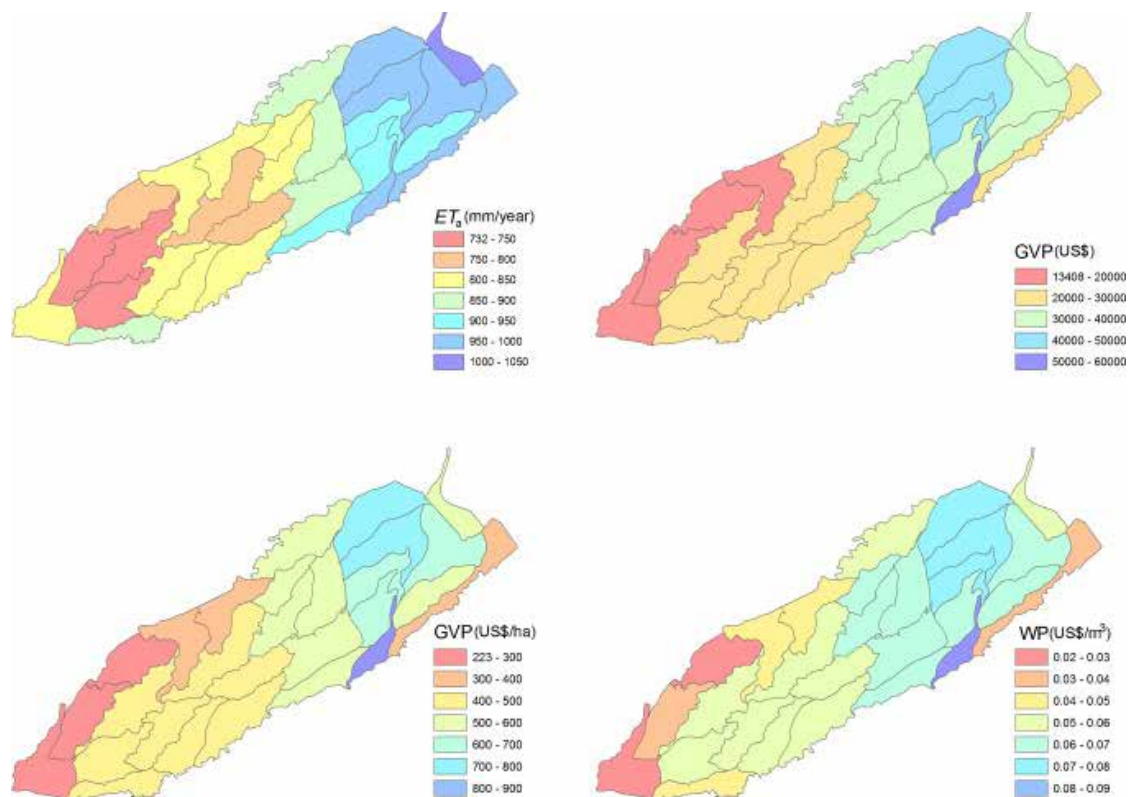 ETa (mm/year)
732 - 750
750 - 800
800 - 850
850 - 900
900 - 950
950 - 1000
1000 - 1050
GVP (US$)
13408 - 20000
20000 - 30000
30000 - 40000
40000 - 50000
50000 - 60000
GVP (US$/ha)
223 - 300
300 - 400
400 - 500
500 - 600
600 - 700
700 - 800
800 - 900
WP (US$/m³)
0.02 - 0.03
0.03 - 0.04
0.04 - 0.05
0.05 - 0.06
0.06 - 0.07
0.07 - 0.08
0.08 - 0.09